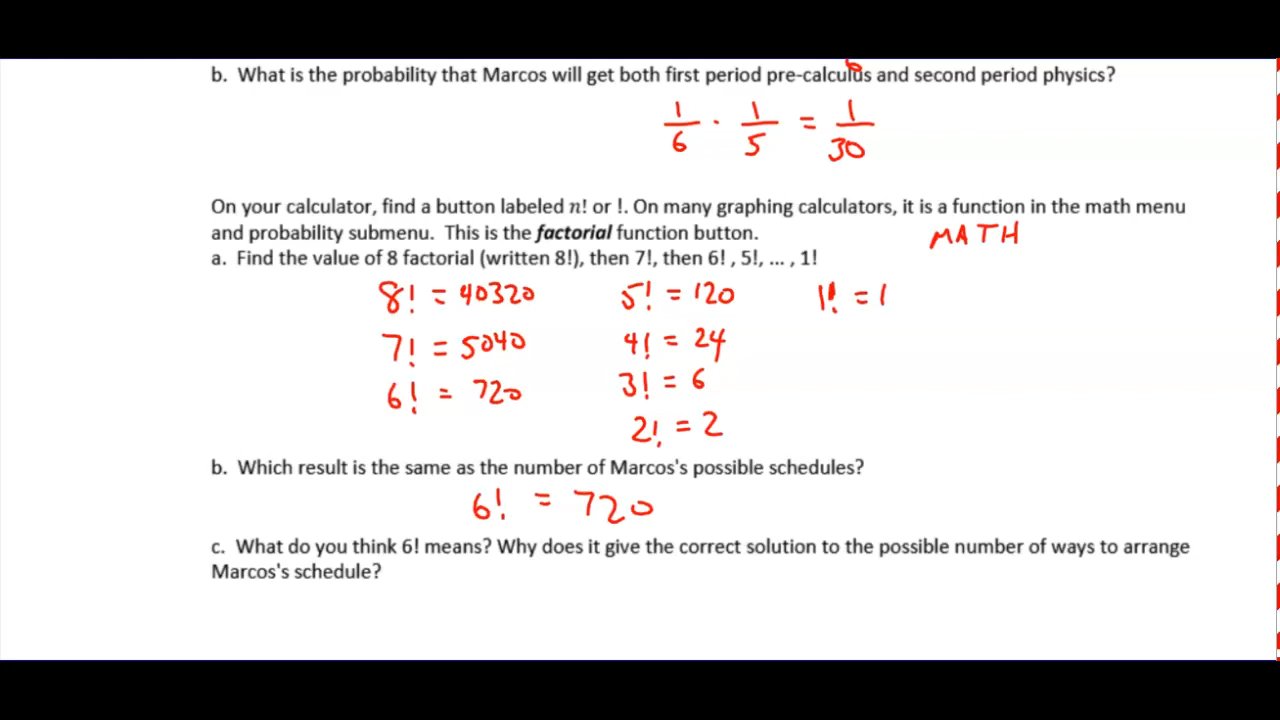 b. What is the probability that Marcos will get both first period pre-calculus and second period physics?
1/6 · 1/5 = 1/30
On your calculator, find a button labeled n! or !. On many graphing calculators, it is a function in the math menu
and probability submenu. This is the factorial function button.
MATH
a. Find the value of 8 factorial (written 8!), then 7!, then 6! , 5!, ... , 1!
8! = 40320
7! = 5040
6! = 720
5! = 120
4! = 24
3! = 6
2! = 2
1! = 1
b. Which result is the same as the number of Marcos's possible schedules?
6! = 720
c. What do you think 6! means? Why does it give the correct solution to the possible number of ways to arrange
Marcos's schedule?